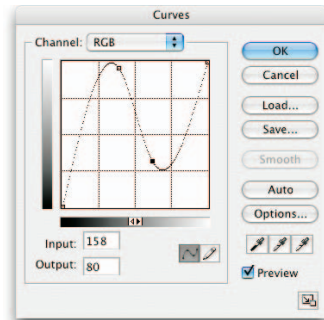 Curves
Channel: RGB
OK
Cancel
Load...
Save...
Smooth
Auto
Options...
Input: 158
Output: 80
Preview